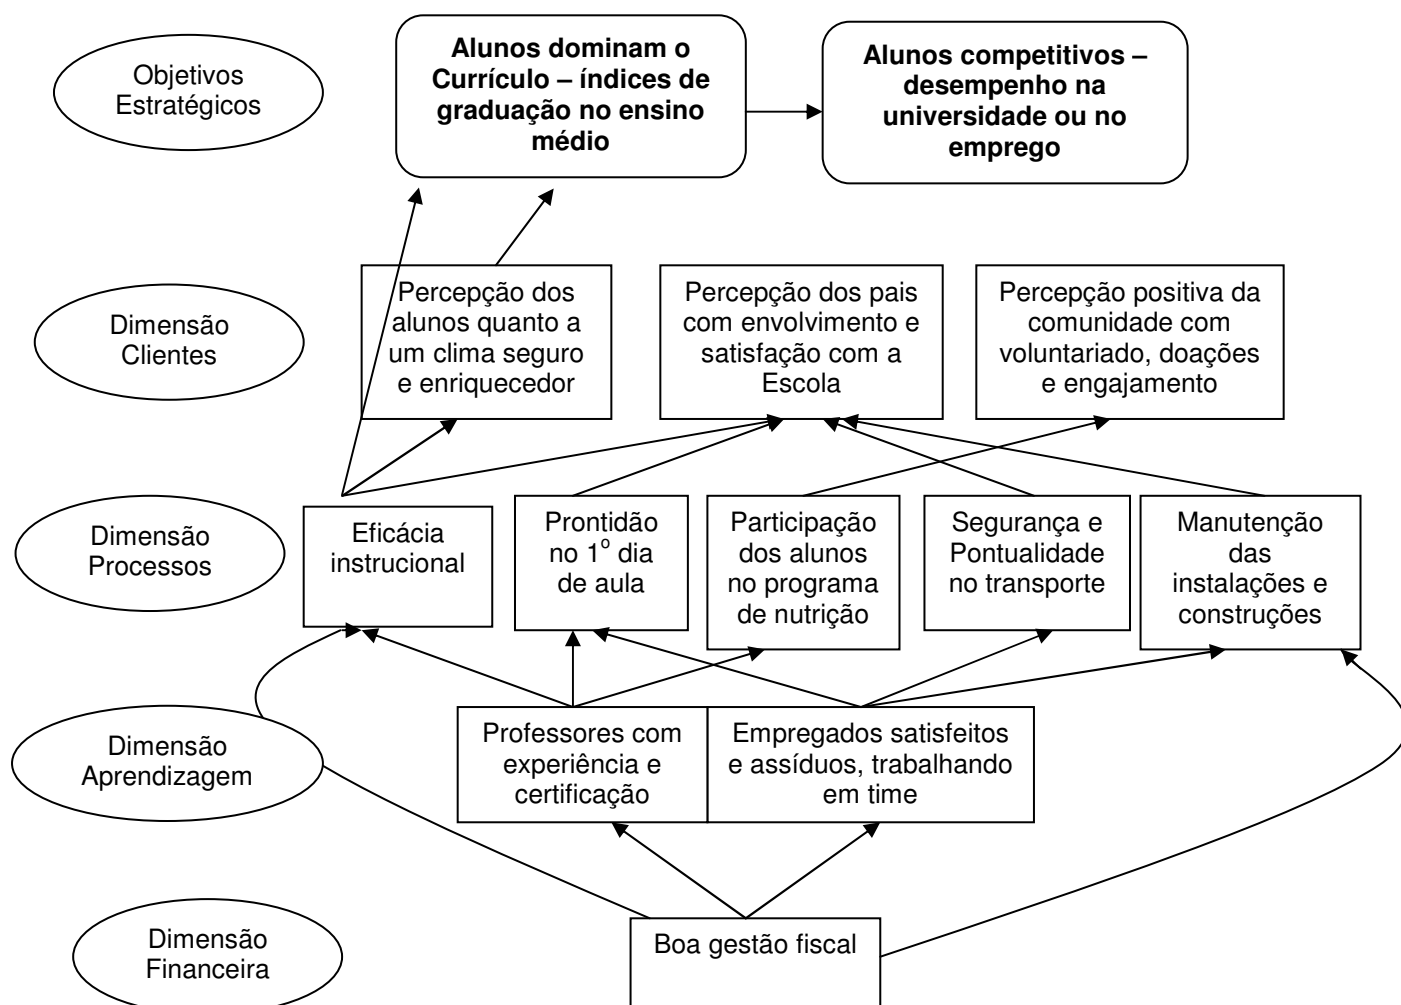 Objetivos
Estratégicos
Alunos dominam o
Currículo – índices de
graduação no ensino
médio
Alunos competitivos –
desempenho na
universidade ou no
emprego
Dimensão
Clientes
Percepção dos
alunos quanto a
um clima seguro
e enriquecedor
Percepção dos pais
com envolvimento e
satisfação com a
Escola
Percepção positiva da
comunidade com
voluntariado, doações
e engajamento
Dimensão
Processos
Eficácia
instrucional
Prontidão
no 1º dia
de aula
Participação
dos alunos
no programa
de nutrição
Segurança e
Pontualidade
no transporte
Manutenção
das
instalações e
construções
Dimensão
Aprendizagem
Professores com
experiência e
certificação
Empregados satisfeitos
e assíduos, trabalhando
em time
Dimensão
Financeira
Boa gestão fiscal